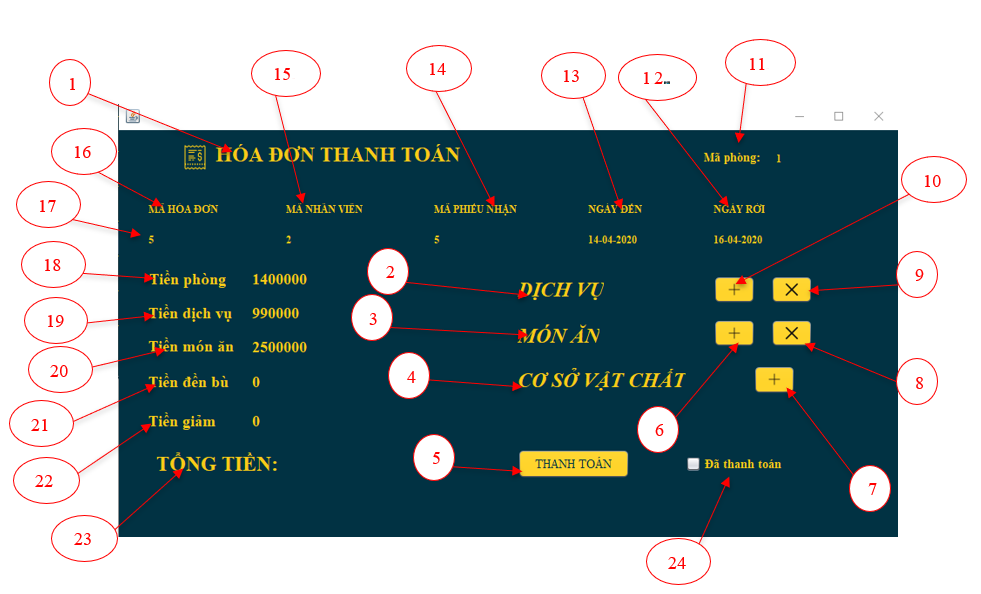 1
15
14
13
12...
11
HÓA ĐƠN THANH TOÁN
Mã phòng: 1
16
10
17
MÃ HÓA ĐƠN MÃ NHÂN VIÊN MÃ PHIẾU NHẬN NGÀY ĐẾN NGÀY RỜI
5 2 5 14-04-2020 16-04-2020
18
Tiền phòng 1400000
2
DỊCH VỤ
9
19
Tiền dịch vụ 990000
3
MÓN ĂN
20
Tiền món ăn 2500000
4
CƠ SỞ VẬT CHẤT
8
21
Tiền đền bù 0
22
Tiền giảm 0
6
TỔNG TIỀN:
5
THANH TOÁN
Đã thanh toán
7
23
24